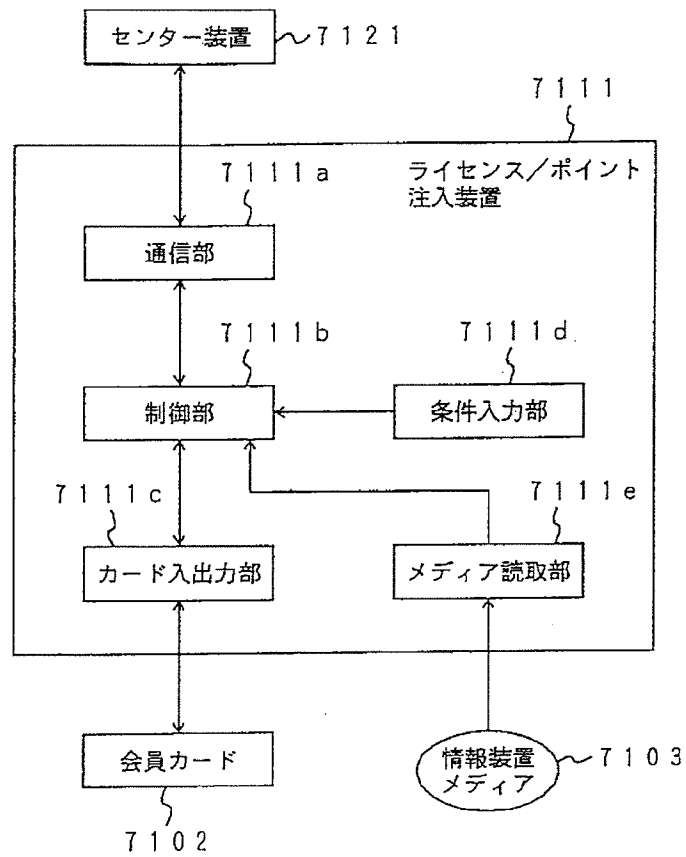 センター装置
７１２１
７１１１
ライセンス／ポイント
注入装置
７１１１ａ
通信部
７１１１ｂ
７１１１ｄ
制御部
条件入力部
７１１１ｃ
７１１１ｅ
カード入出力部
メディア読取部
会員カード
情報装置
メディア
７１０３
７１０２